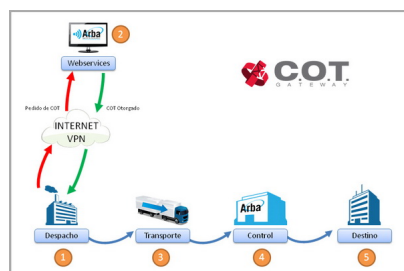 Arba
2
Webservices
C.O.T.
GATEWAY
Pedido de COT
COT Otorgado
INTERNET
VPN
Arba
Despacho
Transporte
Control
Destino
1
3
4
5